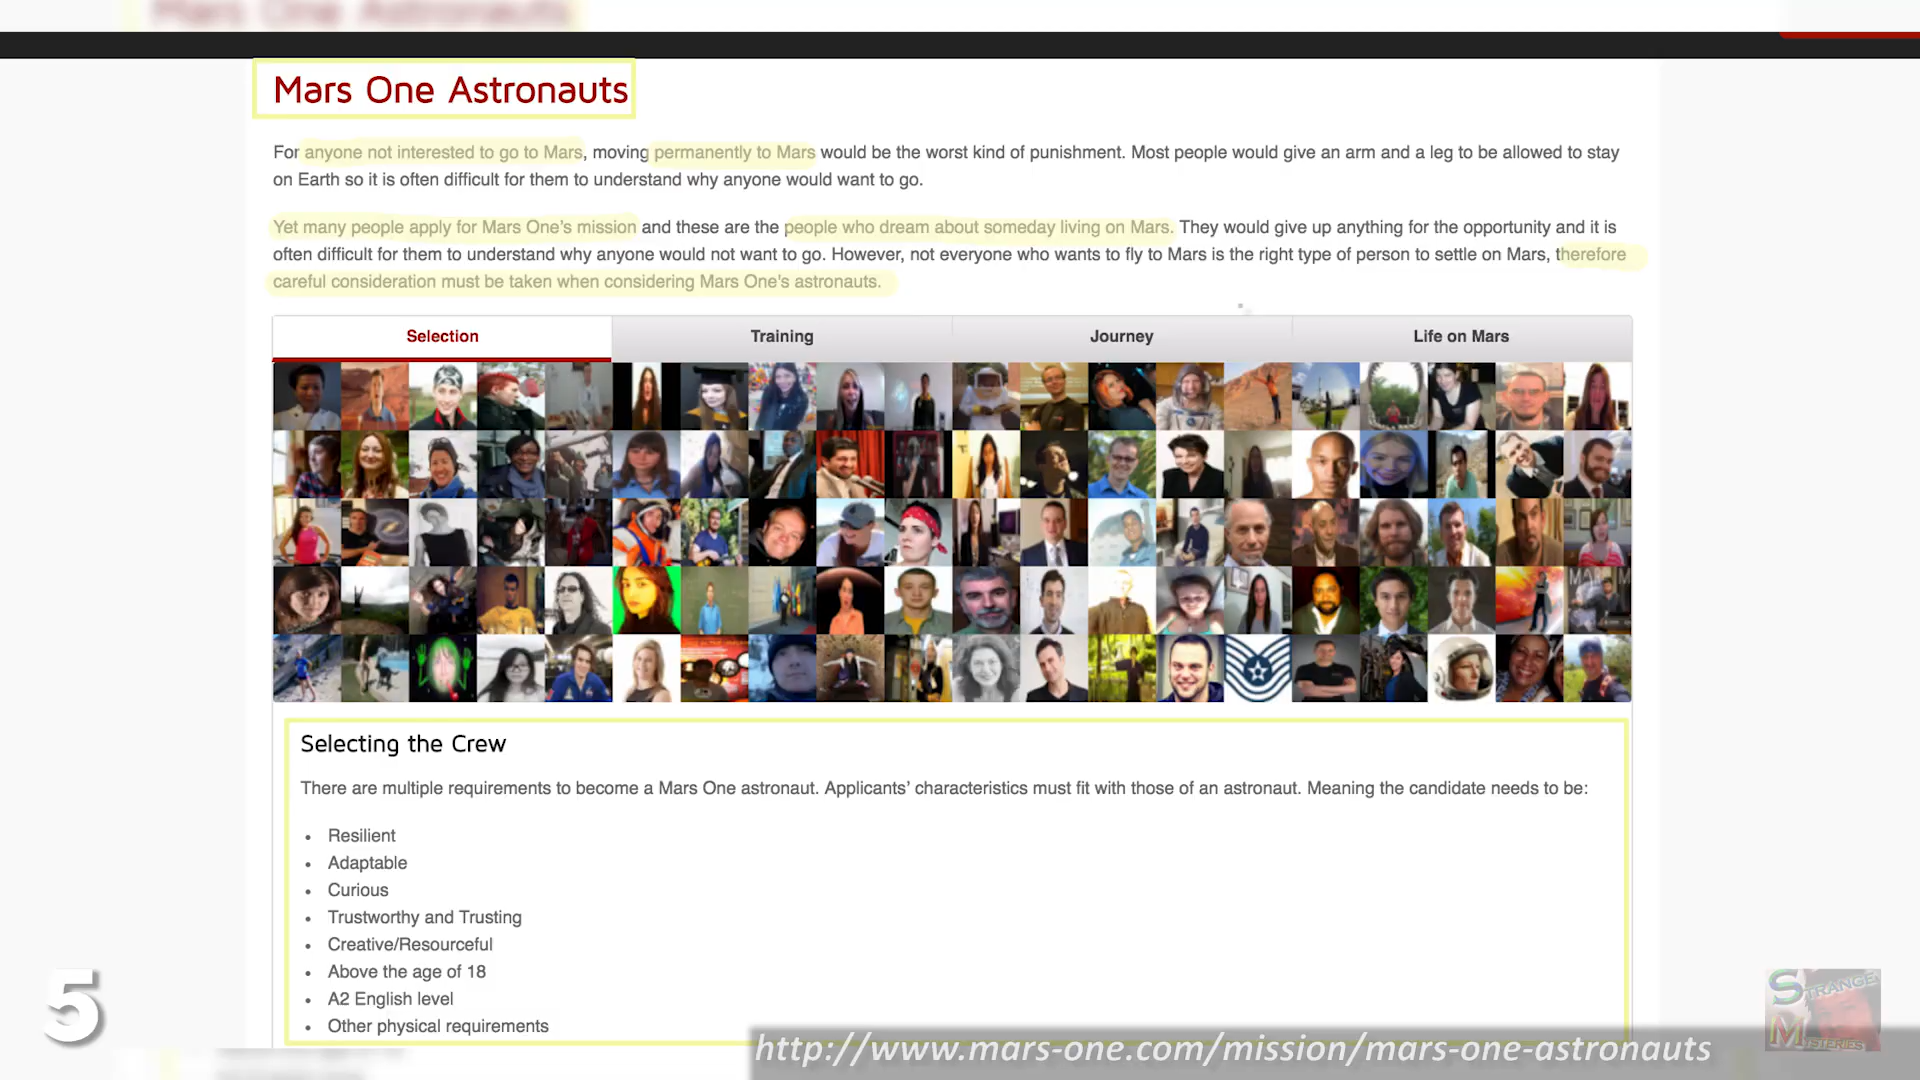 Mars One Astronauts
Mars One Astronauts
For anyone not interested to go to Mars, moving permanently to Mars would be the worst kind of punishment. Most people would give an arm and a leg to be allowed to stay
on Earth so it is often difficult for them to understand why anyone would want to go.
Yet many people apply for Mars One's mission and these are the people who dream about someday living on Mars. They would give up anything for the opportunity and it is
often difficult for them to understand why anyone would not want to go. However, not everyone who wants to fly to Mars is the right type of person to settle on Mars, therefore
careful consideration must be taken when considering Mars One's astronauts.
Selection Training Journey Life on Mars
Selecting the Crew
There are multiple requirements to become a Mars One astronaut. Applicants' characteristics must fit with those of an astronaut. Meaning the candidate needs to be:
• Resilient
• Adaptable
• Curious
• Trustworthy and Trusting
• Creative/Resourceful
• Above the age of 18
• A2 English level
• Other physical requirements
5
STRANGE
MYSTERIES
http://www.mars-one.com/mission/mars-one-astronauts